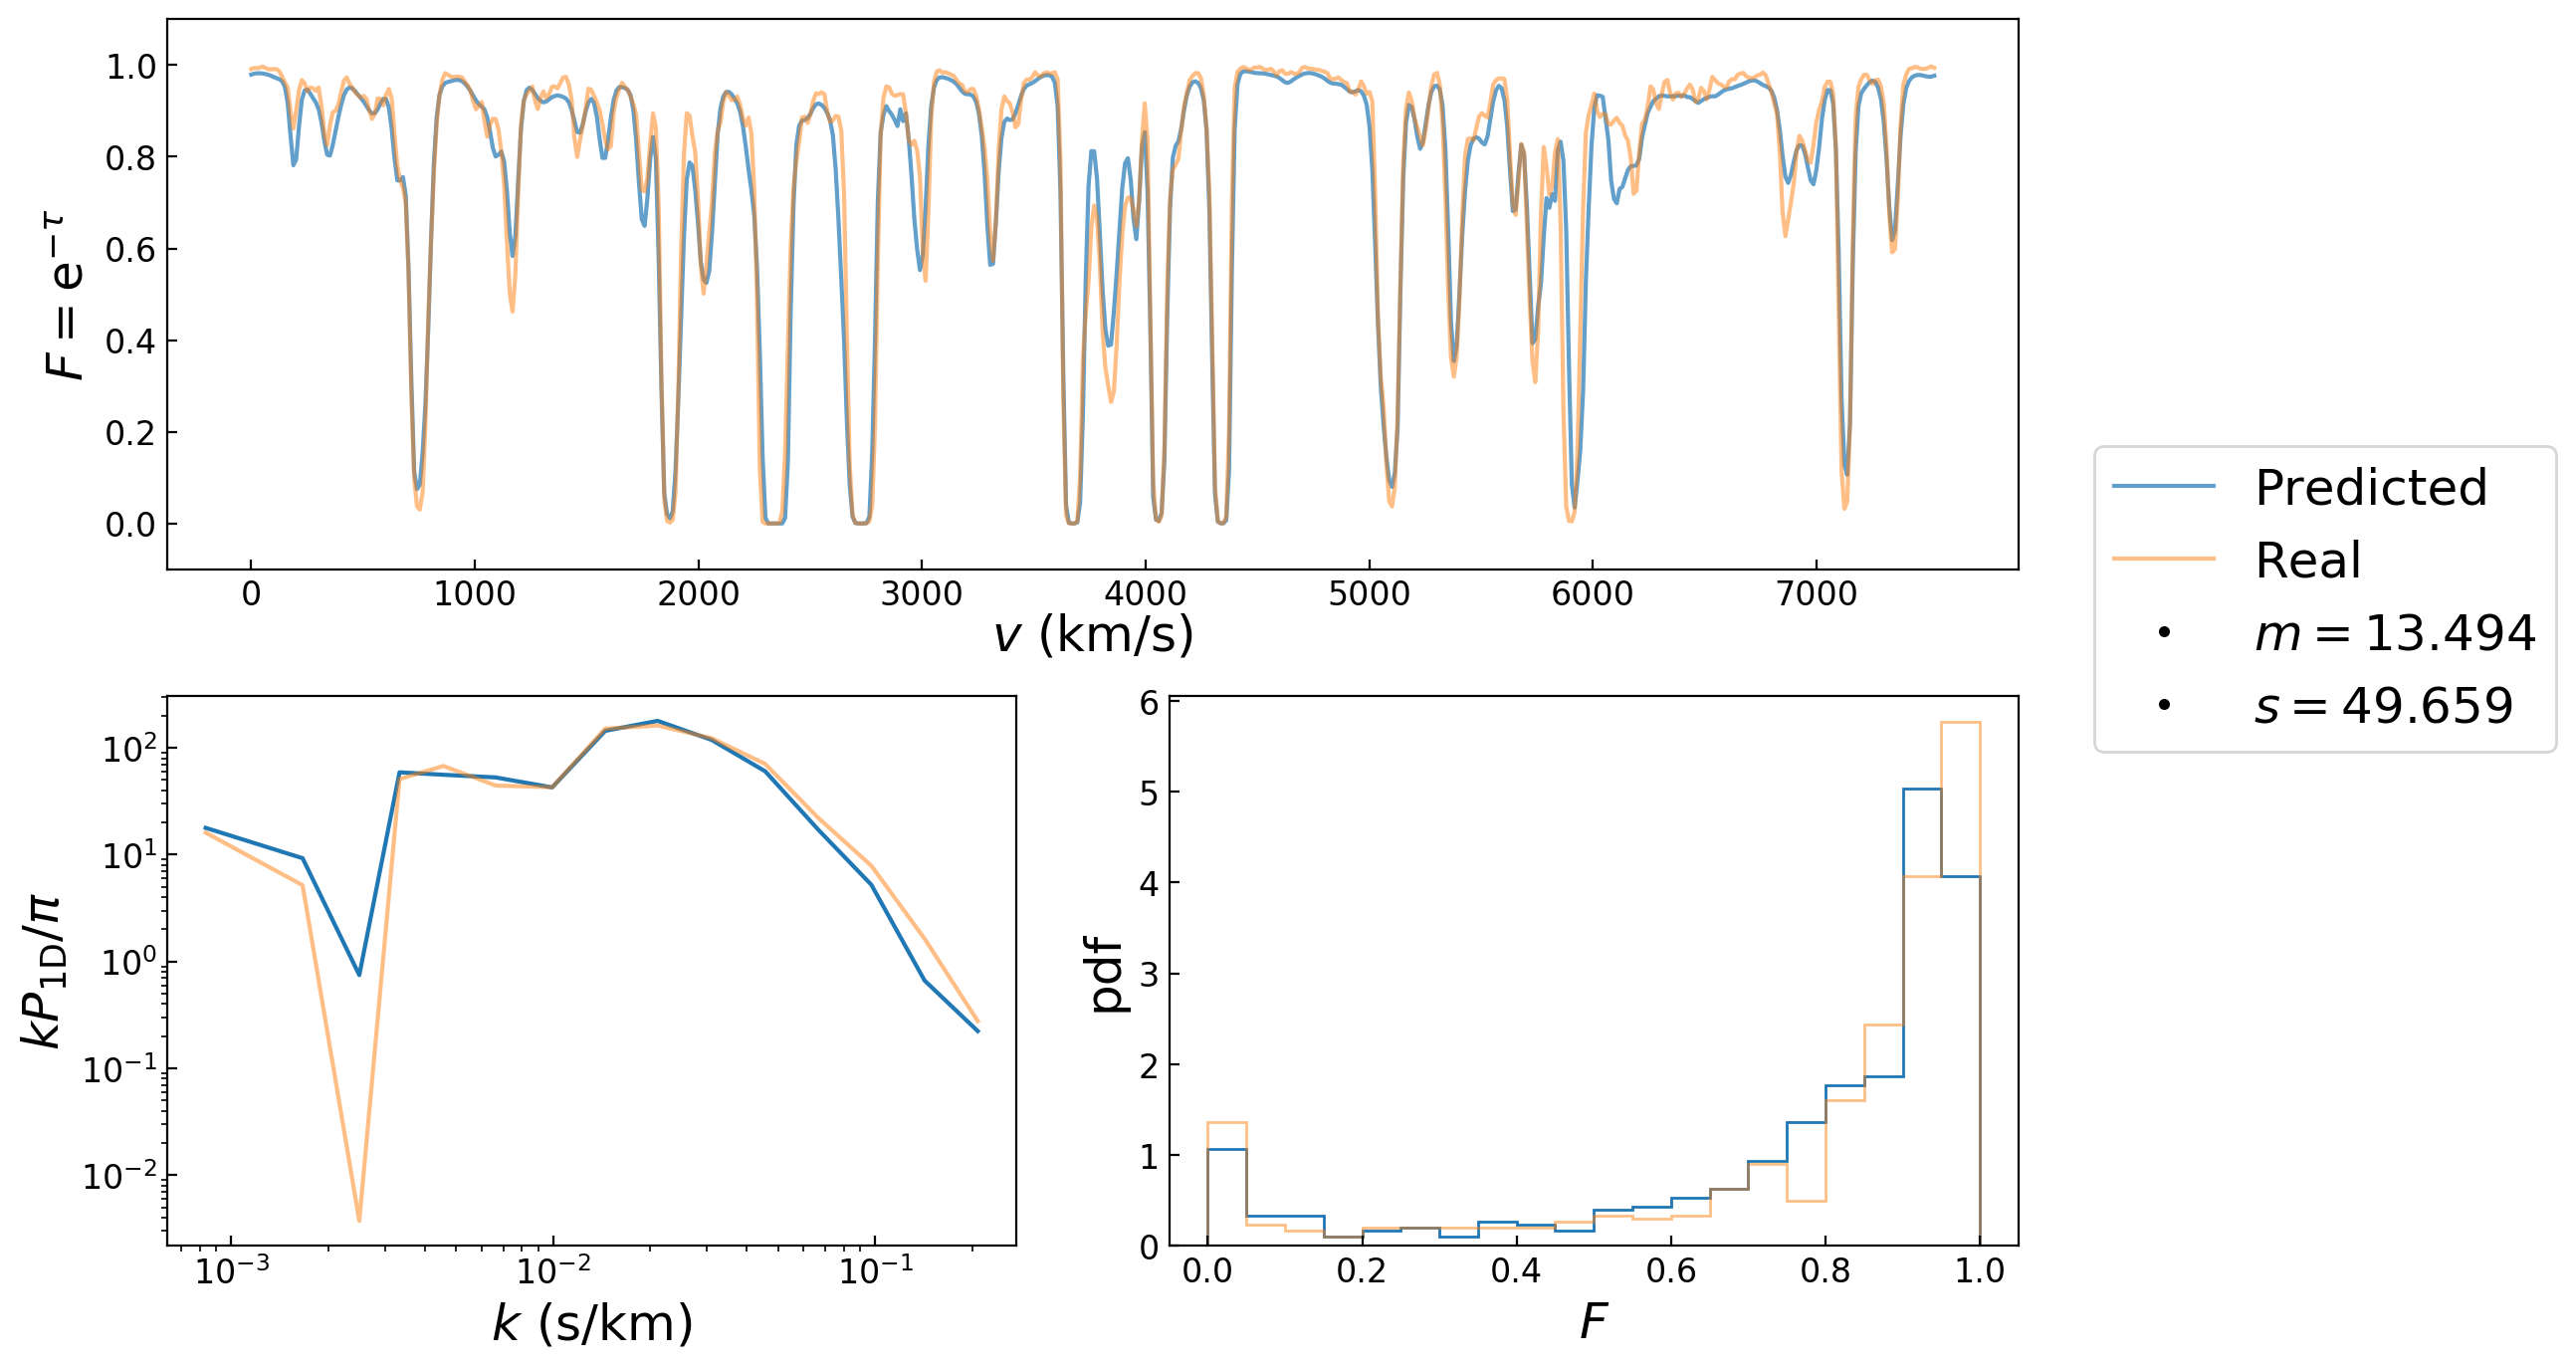 1.0
0.8
0.6
0.4
0.2
0.0
F = e^{-τ}
0 1000 2000 3000 4000 5000 6000 7000
v (km/s)
Predicted
Real
m = 13.494
s = 49.659
10^2
10^1
10^0
10^{-1}
10^{-2}
kP_{1D}/π
10^{-3} 10^{-2} 10^{-1}
k (s/km)
6
5
4
3
2
1
0
pdf
0.0 0.2 0.4 0.6 0.8 1.0
F